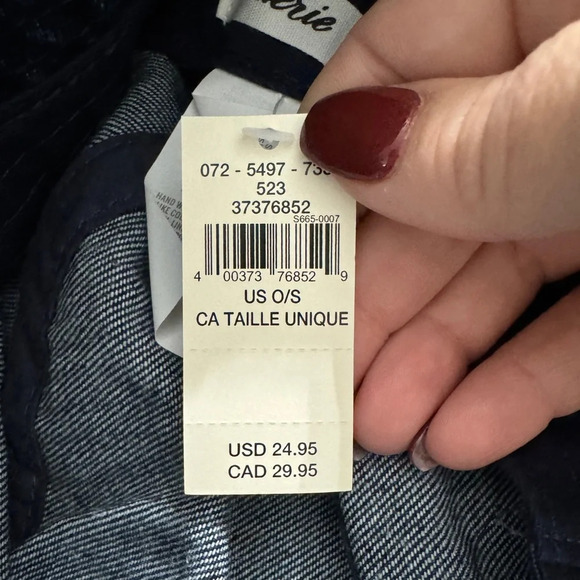 erie
072 - 5497 - 73
523
37376852
S665-0007
4 00373 76852 9
US O/S
CA TAILLE UNIQUE
HAND W
USD 24.95
CAD 29.95